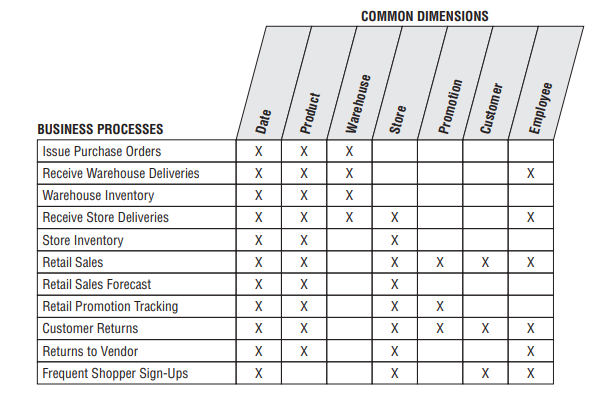 COMMON DIMENSIONS
BUSINESS PROCESSES Date Product Warehouse Store Promotion Customer Employee
Issue Purchase Orders X X X
Receive Warehouse Deliveries X X X X
Warehouse Inventory X X X
Receive Store Deliveries X X X X X
Store Inventory X X X
Retail Sales X X X X X X
Retail Sales Forecast X X X
Retail Promotion Tracking X X X X
Customer Returns X X X X X X
Returns to Vendor X X X X
Frequent Shopper Sign-Ups X X X X